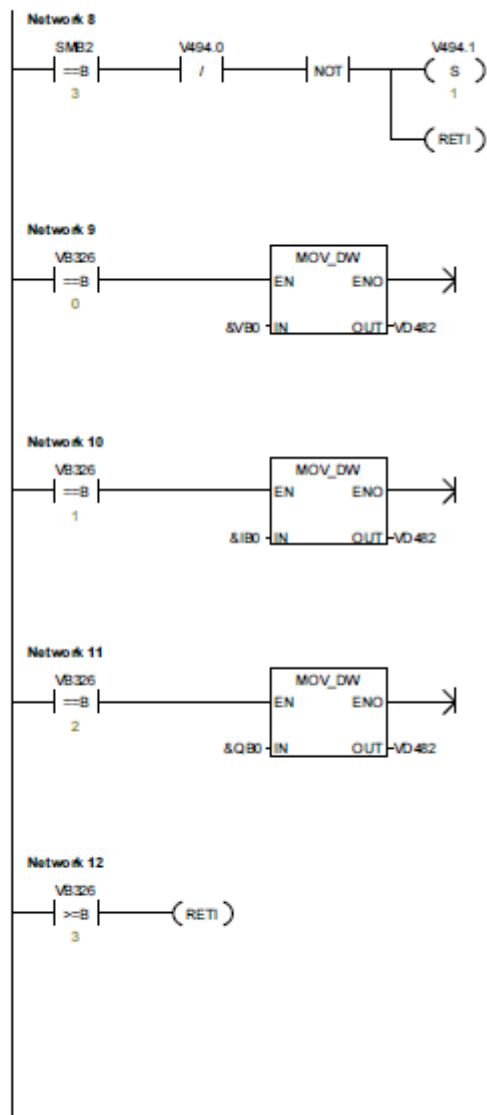 Network 8
SMB2 V494.0 V494.1
==B / NOT S
3 1
RETI
Network 9
VB326 MOV_DW
==B EN ENO
0
&VB0 IN OUT VD482
Network 10
VB326 MOV_DW
==B EN ENO
1
&IB0 IN OUT VD482
Network 11
VB326 MOV_DW
==B EN ENO
2
&QB0 IN OUT VD482
Network 12
VB326
>=B RETI
3